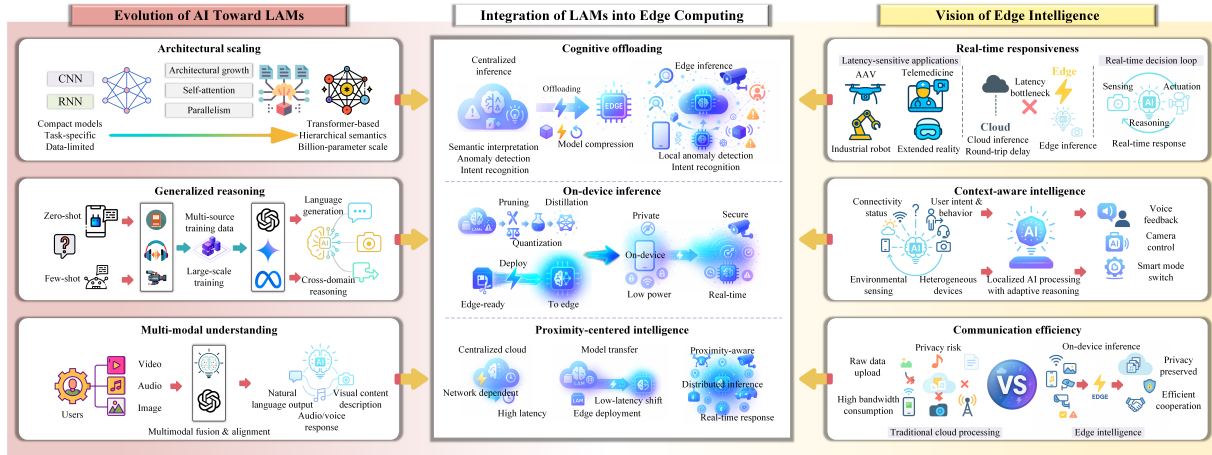 Evolution of AI Toward LAMs
Architectural scaling
CNN
RNN
Architectural growth
Self-attention
Parallelism
Compact models
Task-specific
Data-limited
Transformer-based
Hierarchical semantics
Billion-parameter scale
Generalized reasoning
Zero-shot
Few-shot
Multi-source
training data
Large-scale
training
Language
generation
AI
Cross-domain
reasoning
Multi-modal understanding
Users
Video
Audio
Image
AI
Multimodal fusion & alignment
Natural
language output
Visual content
description
Audio/voice
response
Integration of LAMs into Edge Computing
Cognitive offloading
Centralized
inference
Offloading
EDGE
Model compression
Edge inference
Semantic interpretation
Anomaly detection
Intent recognition
Local anomaly detection
Intent recognition
On-device inference
LAMs
Pruning
Distillation
Quantization
Private
On-device
Low power
Secure
Real-time
Deploy
Edge-ready
To edge
Proximity-centered intelligence
Centralized cloud
Network dependent
High latency
Model transfer
LAM
LAM
Low-latency shift
Edge deployment
Proximity-aware
Distributed inference
Real-time response
Vision of Edge Intelligence
Real-time responsiveness
Latency-sensitive applications
AAV
Telemedicine
Industrial robot
Extended reality
Edge
Latency
bottleneck
Cloud
Cloud inference
Round-trip delay
Edge inference
Real-time decision loop
Sensing
Actuation
AI
Reasoning
Real-time response
Context-aware intelligence
Connectivity
status
User intent &
behavior
AI
Environmental
sensing
Heterogeneous
devices
AI
Localized AI processing
with adaptive reasoning
Voice
feedback
AI
Camera
control
Smart mode
switch
Communication efficiency
Raw data
upload
Privacy risk
High bandwidth
consumption
Traditional cloud processing
VS
On-device inference
EDGE
Privacy
preserved
Efficient
cooperation
Edge intelligence